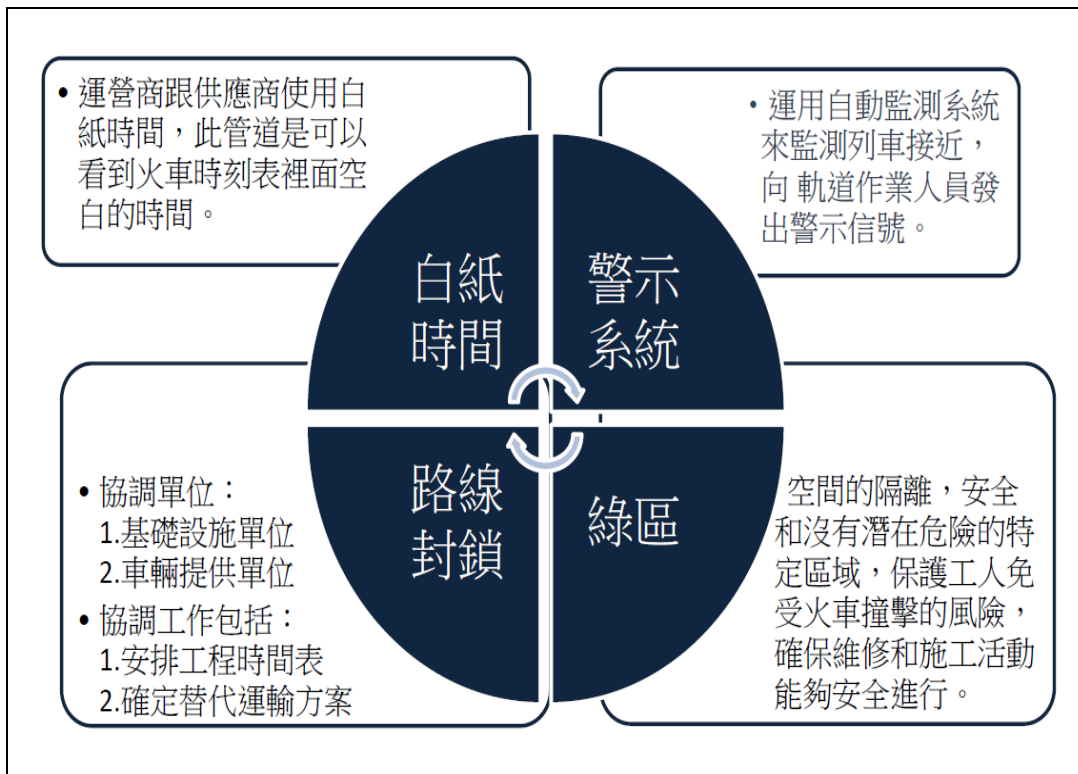 • 運營商跟供應商使用白
紙時間，此管道是可以
看到火車時刻表裡面空
白的時間。
• 運用自動監測系統
來監測列車接近，
向 軌道作業人員發
出警示信號。
白紙
時間
警示
系統
路線
封鎖
綠區
• 協調單位：
1.基礎設施單位
2.車輛提供單位
• 協調工作包括：
1.安排工程時間表
2.確定替代運輸方案
空間的隔離，安全
和沒有潛在危險的特
定區域，保護工人免
受火車撞擊的風險，
確保維修和施工活動
能夠安全進行。